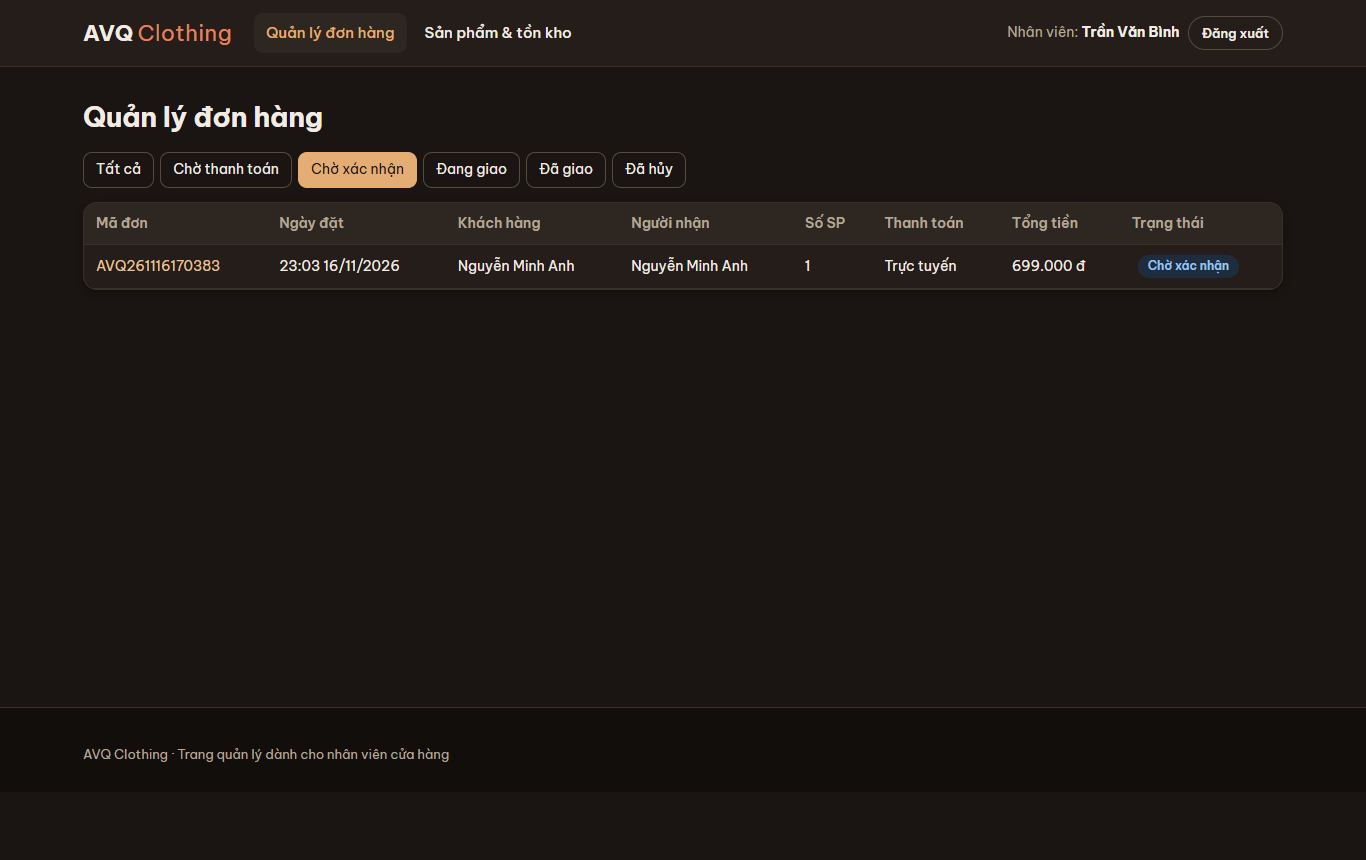 AVQ Clothing Quản lý đơn hàng Sản phẩm & tồn kho Nhân viên: Trần Văn Bình Đăng xuất
Quản lý đơn hàng
Tất cả Chờ thanh toán Chờ xác nhận Đang giao Đã giao Đã hủy
Mã đơn Ngày đặt Khách hàng Người nhận Số SP Thanh toán Tổng tiền Trạng thái
AVQ261116170383 23:03 16/11/2026 Nguyễn Minh Anh Nguyễn Minh Anh 1 Trực tuyến 699.000 đ Chờ xác nhận
AVQ Clothing · Trang quản lý dành cho nhân viên cửa hàng